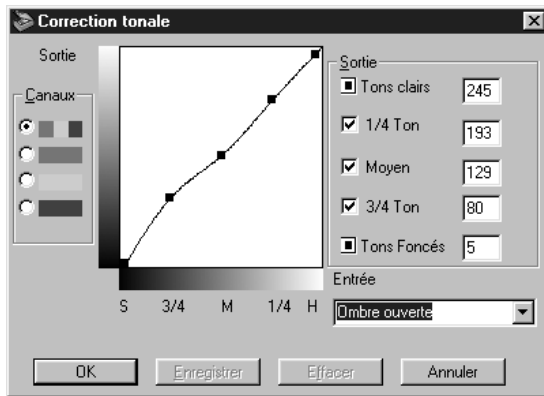 Correction tonale
Sortie
Canaux
S 3/4 M 1/4 H
Sortie
Tons clairs 245
1/4 Ton 193
Moyen 129
3/4 Ton 80
Tons Foncés 5
Entrée
Ombre ouverte
OK Enregistrer Effacer Annuler